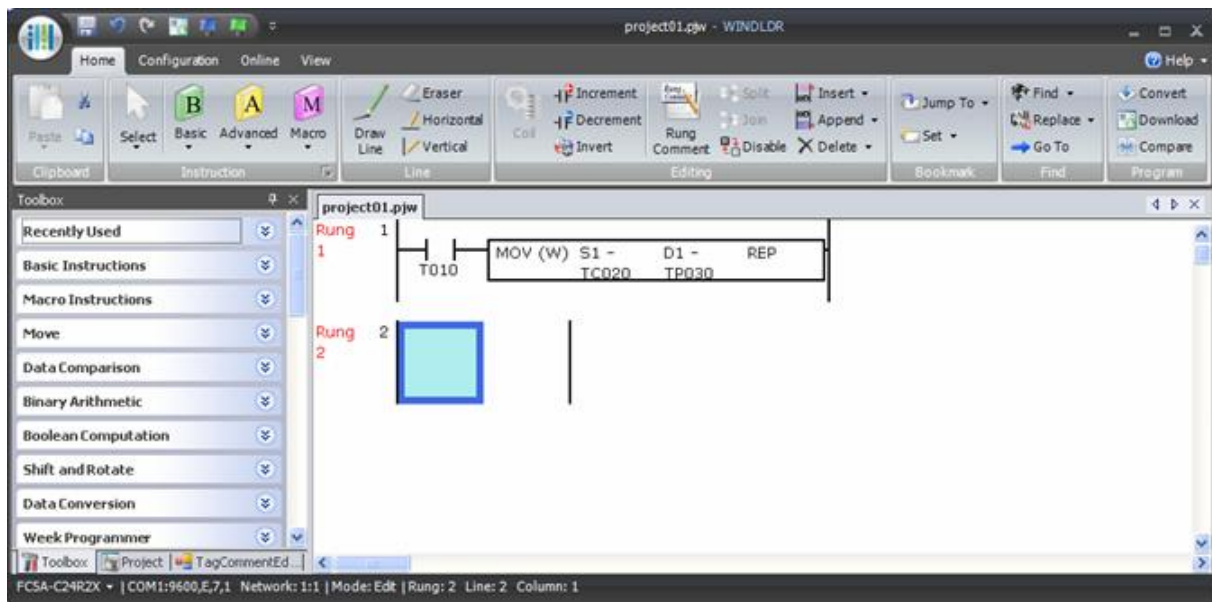 project01.pjw - WINDLDR
Home Configuration Online View Help
Paste Select Basic Advanced Macro Draw Line Eraser Horizontal Vertical Coil Increment Decrement Invert Rung Comment Split Join Disable Insert Append Delete Jump To Set Find Replace Go To Convert Download Compare
B A M
Clipboard Instruction Line Editing Bookmark Find Program
Toolbox
project01.pjw
Recently Used
Basic Instructions
Macro Instructions
Move
Data Comparison
Binary Arithmetic
Boolean Computation
Shift and Rotate
Data Conversion
Week Programmer
Toolbox Project TagCommentEd
Rung 1
1
T010
MOV (W) S1 - D1 - REP
TC020 TP030
Rung 2
2
FC5A-C24R2X | COM1:9600,E,7,1 Network: 1:1 | Mode: Edit | Rung: 2 Line: 2 Column: 1